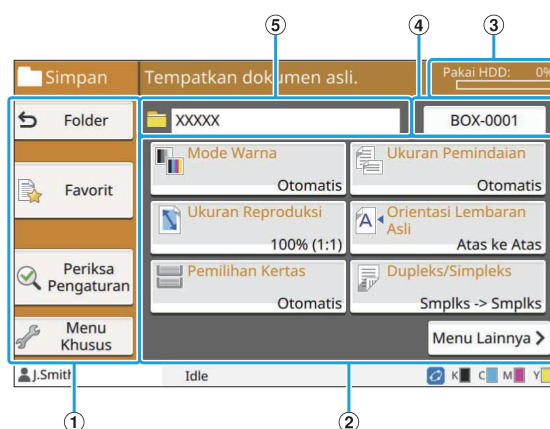 5
4
3
Simpan
Tempatkan dokumen asli.
Pakai HDD: 0%
Folder
XXXXX
BOX-0001
Favorit
Periksa
Pengaturan
Menu
Khusus
Mode Warna
Otomatis
Ukuran Pemindaian
Otomatis
Ukuran Reproduksi
100% (1:1)
A
Orientasi Lembaran
Asli
Atas ke Atas
Pemilihan Kertas
Otomatis
Dupleks/Simpleks
Smplks -> Smplks
Menu Lainnya >
J.Smith
Idle
K C M Y
1
2